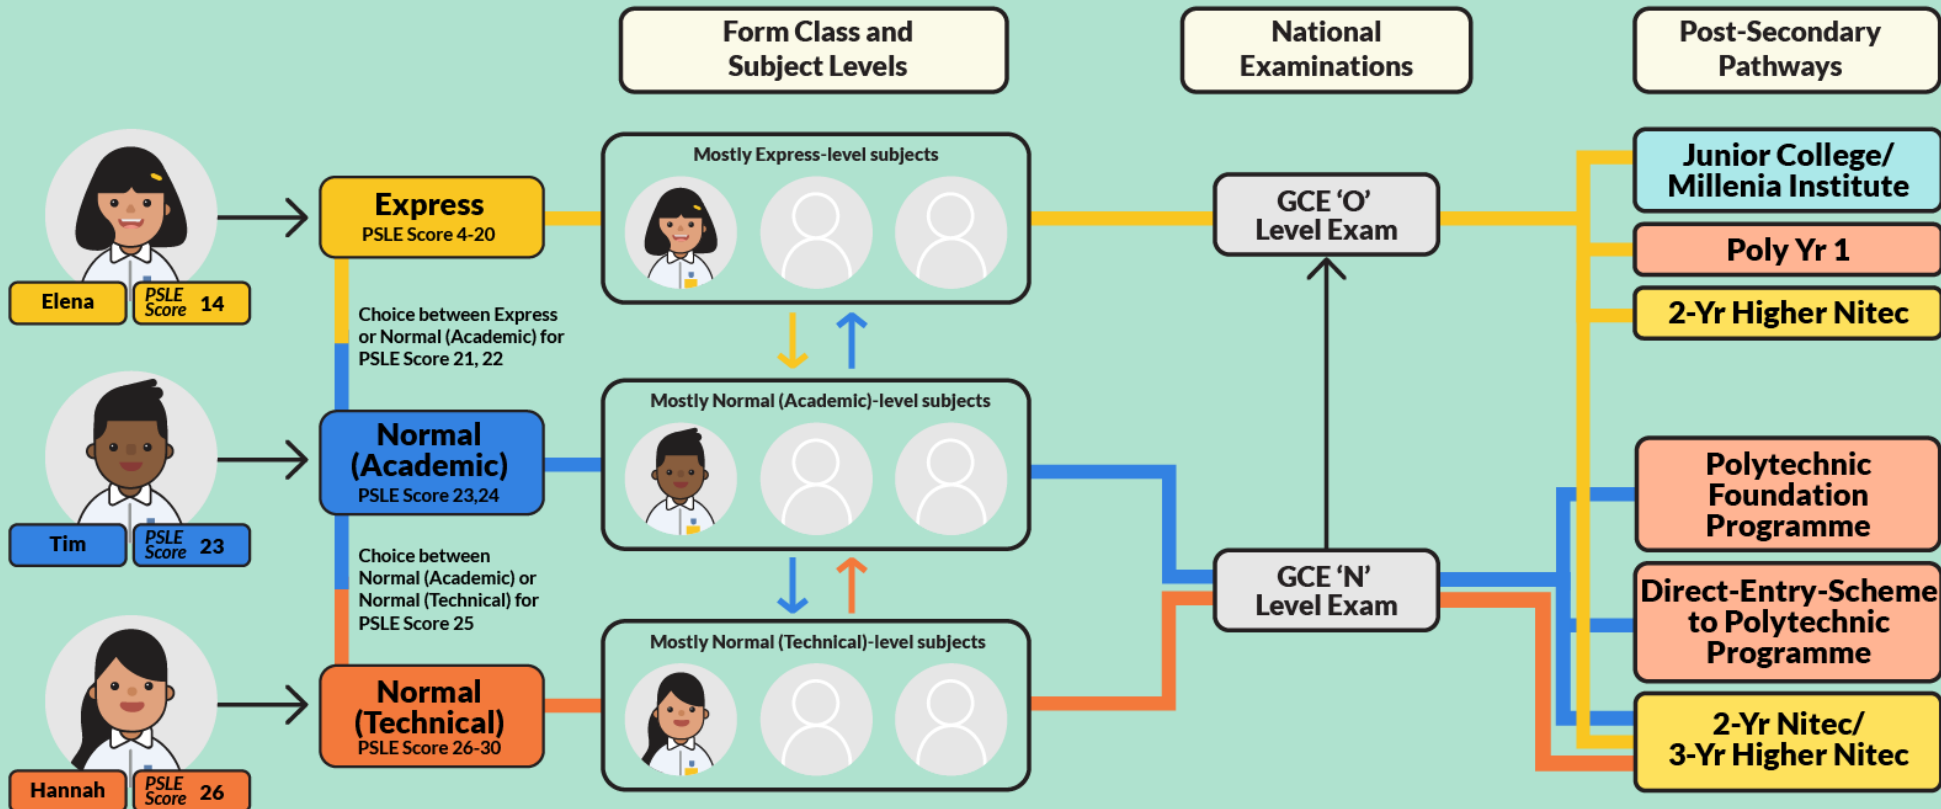 Form Class and
Subject Levels
National
Examinations
Post-Secondary
Pathways
Elena
PSLE
Score 14
Express
PSLE Score 4-20
Mostly Express-level subjects
GCE ‘O’
Level Exam
Junior College/
Millenia Institute
Poly Yr 1
2-Yr Higher Nitec
Choice between Express
or Normal (Academic) for
PSLE Score 21, 22
Tim
PSLE
Score 23
Normal
(Academic)
PSLE Score 23,24
Mostly Normal (Academic)-level subjects
Polytechnic
Foundation
Programme
Choice between
Normal (Academic) or
Normal (Technical) for
PSLE Score 25
GCE ‘N’
Level Exam
Direct-Entry-Scheme
to Polytechnic
Programme
Hannah
PSLE
Score 26
Normal
(Technical)
PSLE Score 26-30
Mostly Normal (Technical)-level subjects
2-Yr Nitec/
3-Yr Higher Nitec